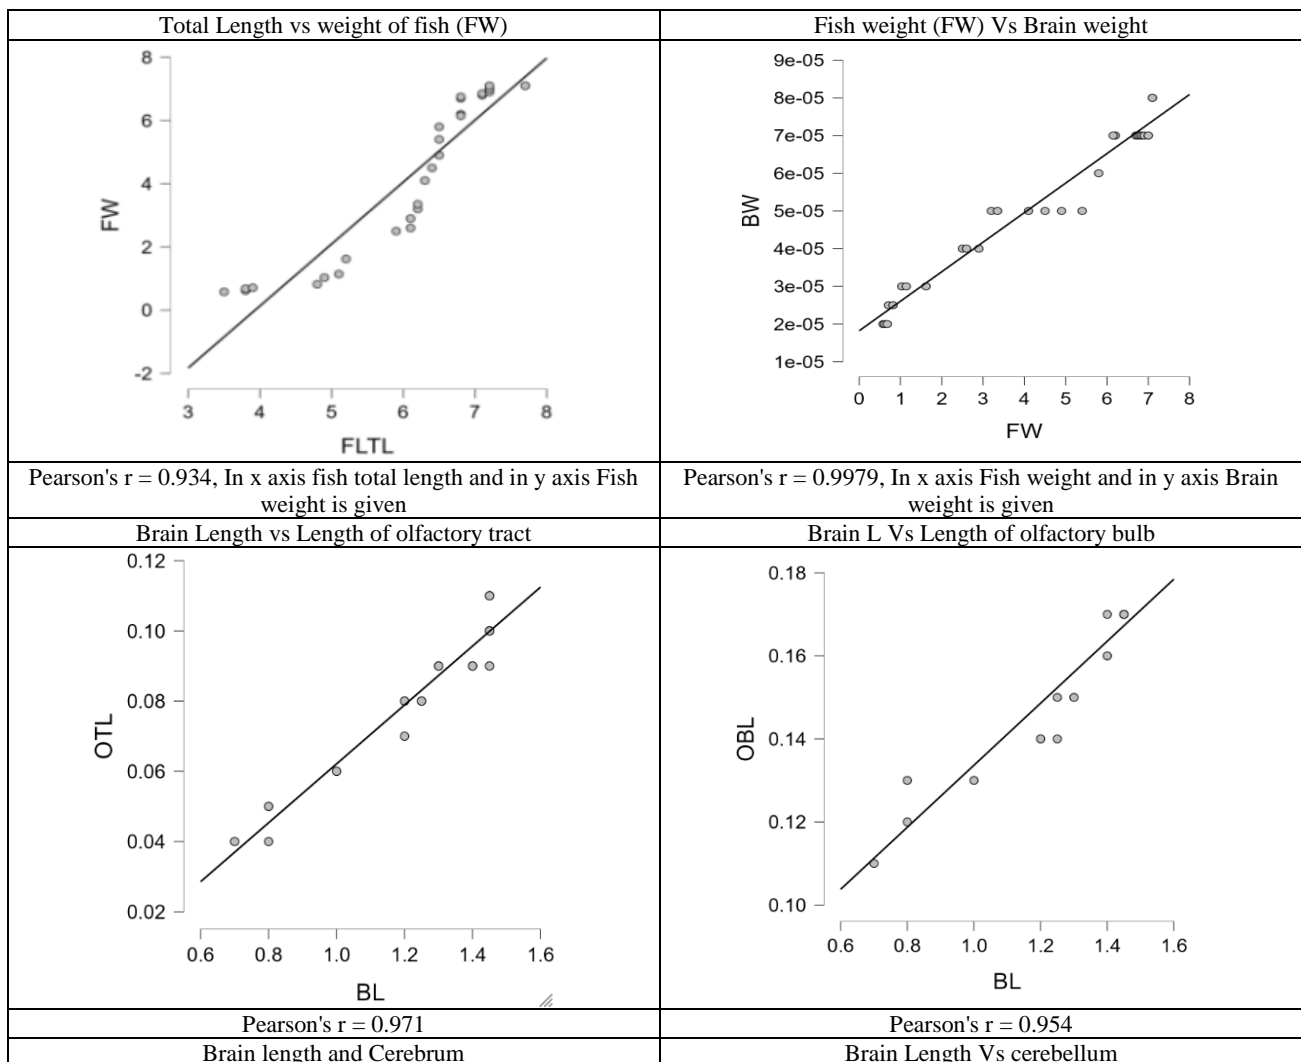 Total Length vs weight of fish (FW)
Fish weight (FW) Vs Brain weight
8
6
4
2
0
-2
FW
3 4 5 6 7 8
FLTL
9e-05
8e-05
7e-05
6e-05
5e-05
4e-05
3e-05
2e-05
1e-05
BW
0 1 2 3 4 5 6 7 8
FW
Pearson's r = 0.934, In x axis fish total length and in y axis Fish
weight is given
Pearson's r = 0.9979, In x axis Fish weight and in y axis Brain
weight is given
Brain Length vs Length of olfactory tract
Brain L Vs Length of olfactory bulb
0.12
0.10
0.08
0.06
0.04
0.02
OTL
0.6 0.8 1.0 1.2 1.4 1.6
BL
0.18
0.16
0.14
0.12
0.10
OBL
0.6 0.8 1.0 1.2 1.4 1.6
BL
Pearson's r = 0.971
Pearson's r = 0.954
Brain length and Cerebrum
Brain Length Vs cerebellum